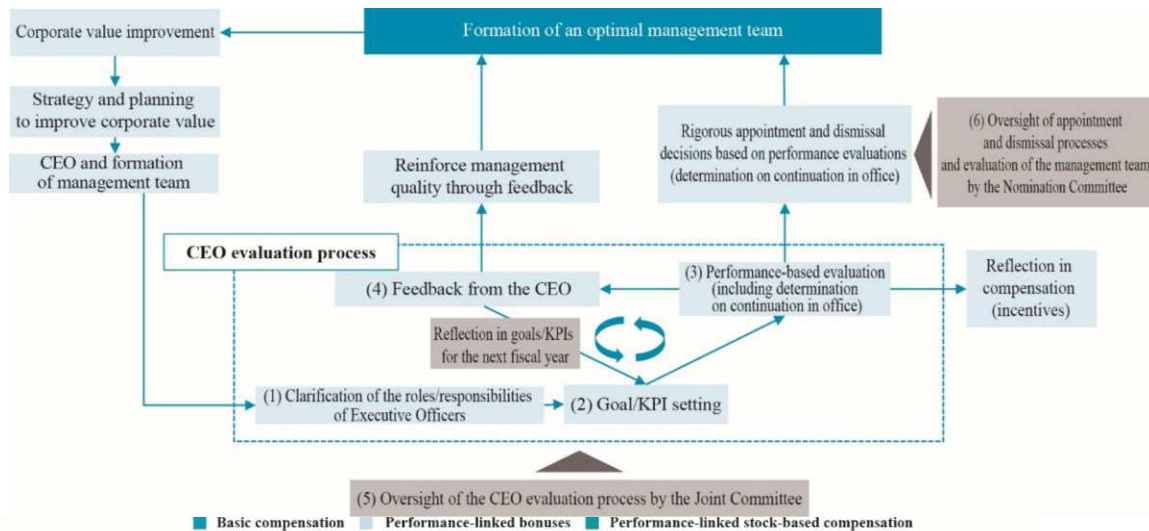 Corporate value improvement
Formation of an optimal management team
Strategy and planning
to improve corporate value
CEO and formation
of management team
Reinforce management
quality through feedback
Rigorous appointment and dismissal
decisions based on performance evaluations
(determination on continuation in office)
(6) Oversight of appointment
and dismissal processes
and evaluation of the management team
by the Nomination Committee
CEO evaluation process
(4) Feedback from the CEO
(3) Performance-based evaluation
(including determination
on continuation in office)
Reflection in
compensation
(incentives)
Reflection in goals/KPIs
for the next fiscal year
(1) Clarification of the roles/responsibilities
of Executive Officers
(2) Goal/KPI setting
(5) Oversight of the CEO evaluation process by the Joint Committee
Basic compensation Performance-linked bonuses Performance-linked stock-based compensation